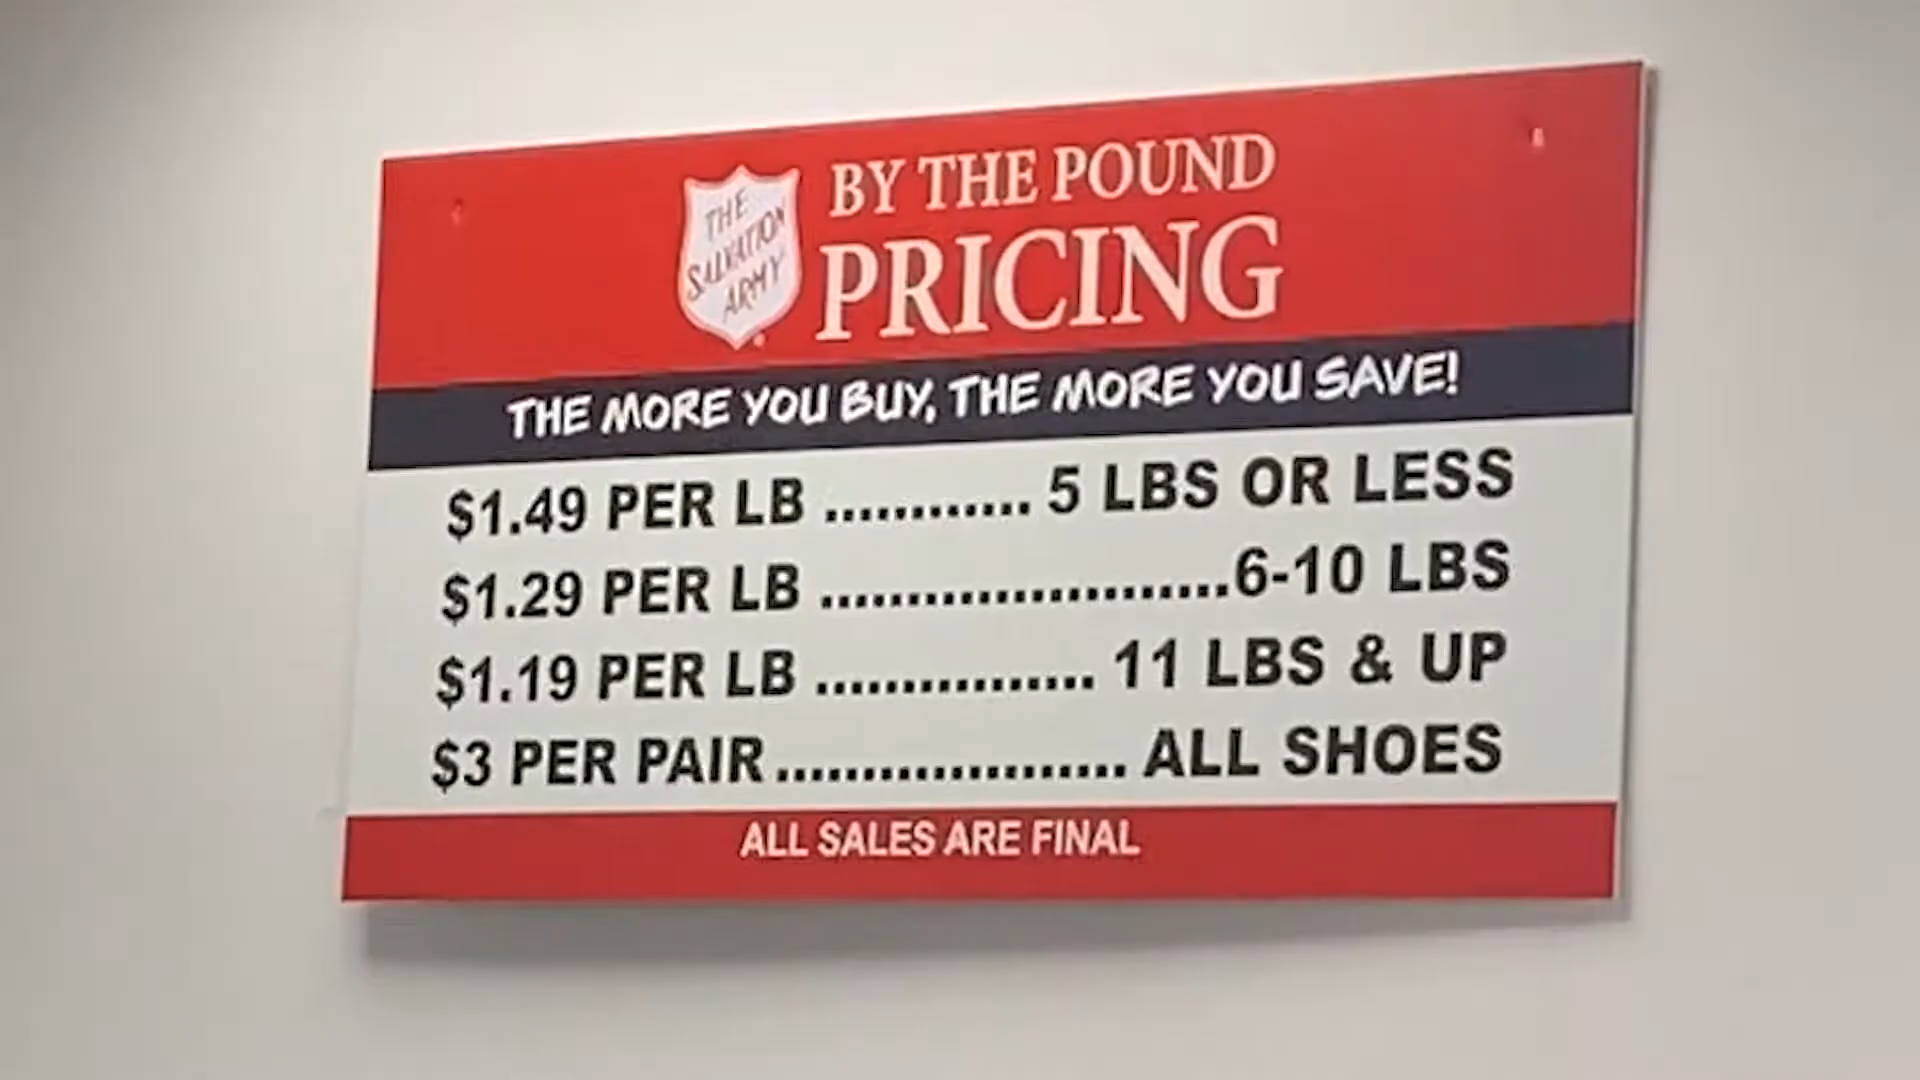 THE
SALVATION
ARMY
BY THE POUND
PRICING
THE MORE YOU BUY, THE MORE YOU SAVE!
$1.49 PER LB ............ 5 LBS OR LESS
$1.29 PER LB ........................6-10 LBS
$1.19 PER LB ................ 11 LBS & UP
$3 PER PAIR.................... ALL SHOES
ALL SALES ARE FINAL